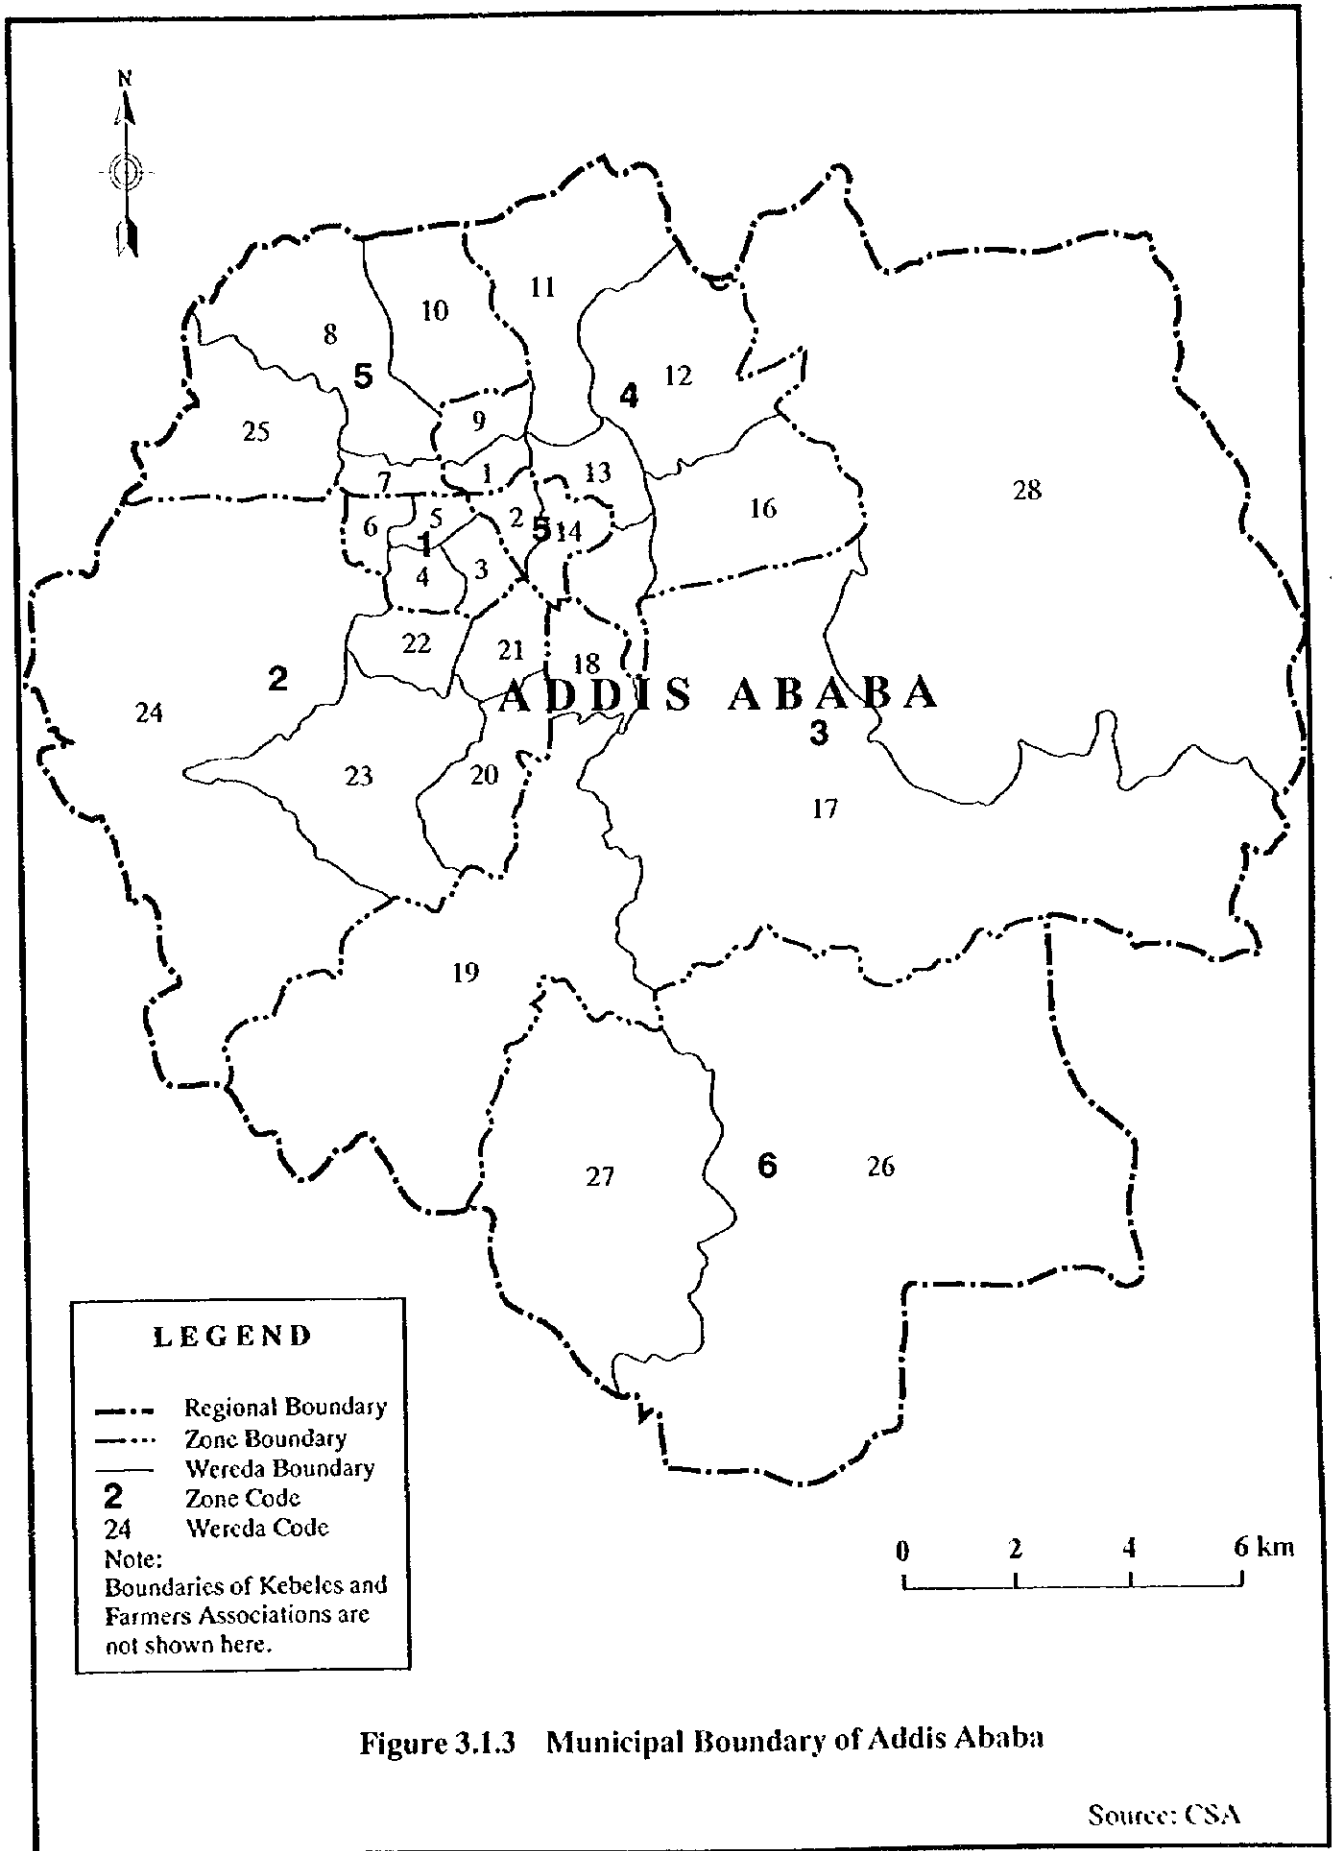 N
11
10
8
12
5
4
9
25
1
13
7
28
16
6
5
2
5
14
1
4
3
22
21
18
2
ADDIS ABABA
24
3
23
20
17
19
27
6
26
LEGEND
Regional Boundary
Zone Boundary
Wereda Boundary
2 Zone Code
24 Wereda Code
Note:
Boundaries of Kebeles and
Farmers Associations are
not shown here.
0 2 4 6 km
Figure 3.1.3 Municipal Boundary of Addis Ababa
Source: CSA